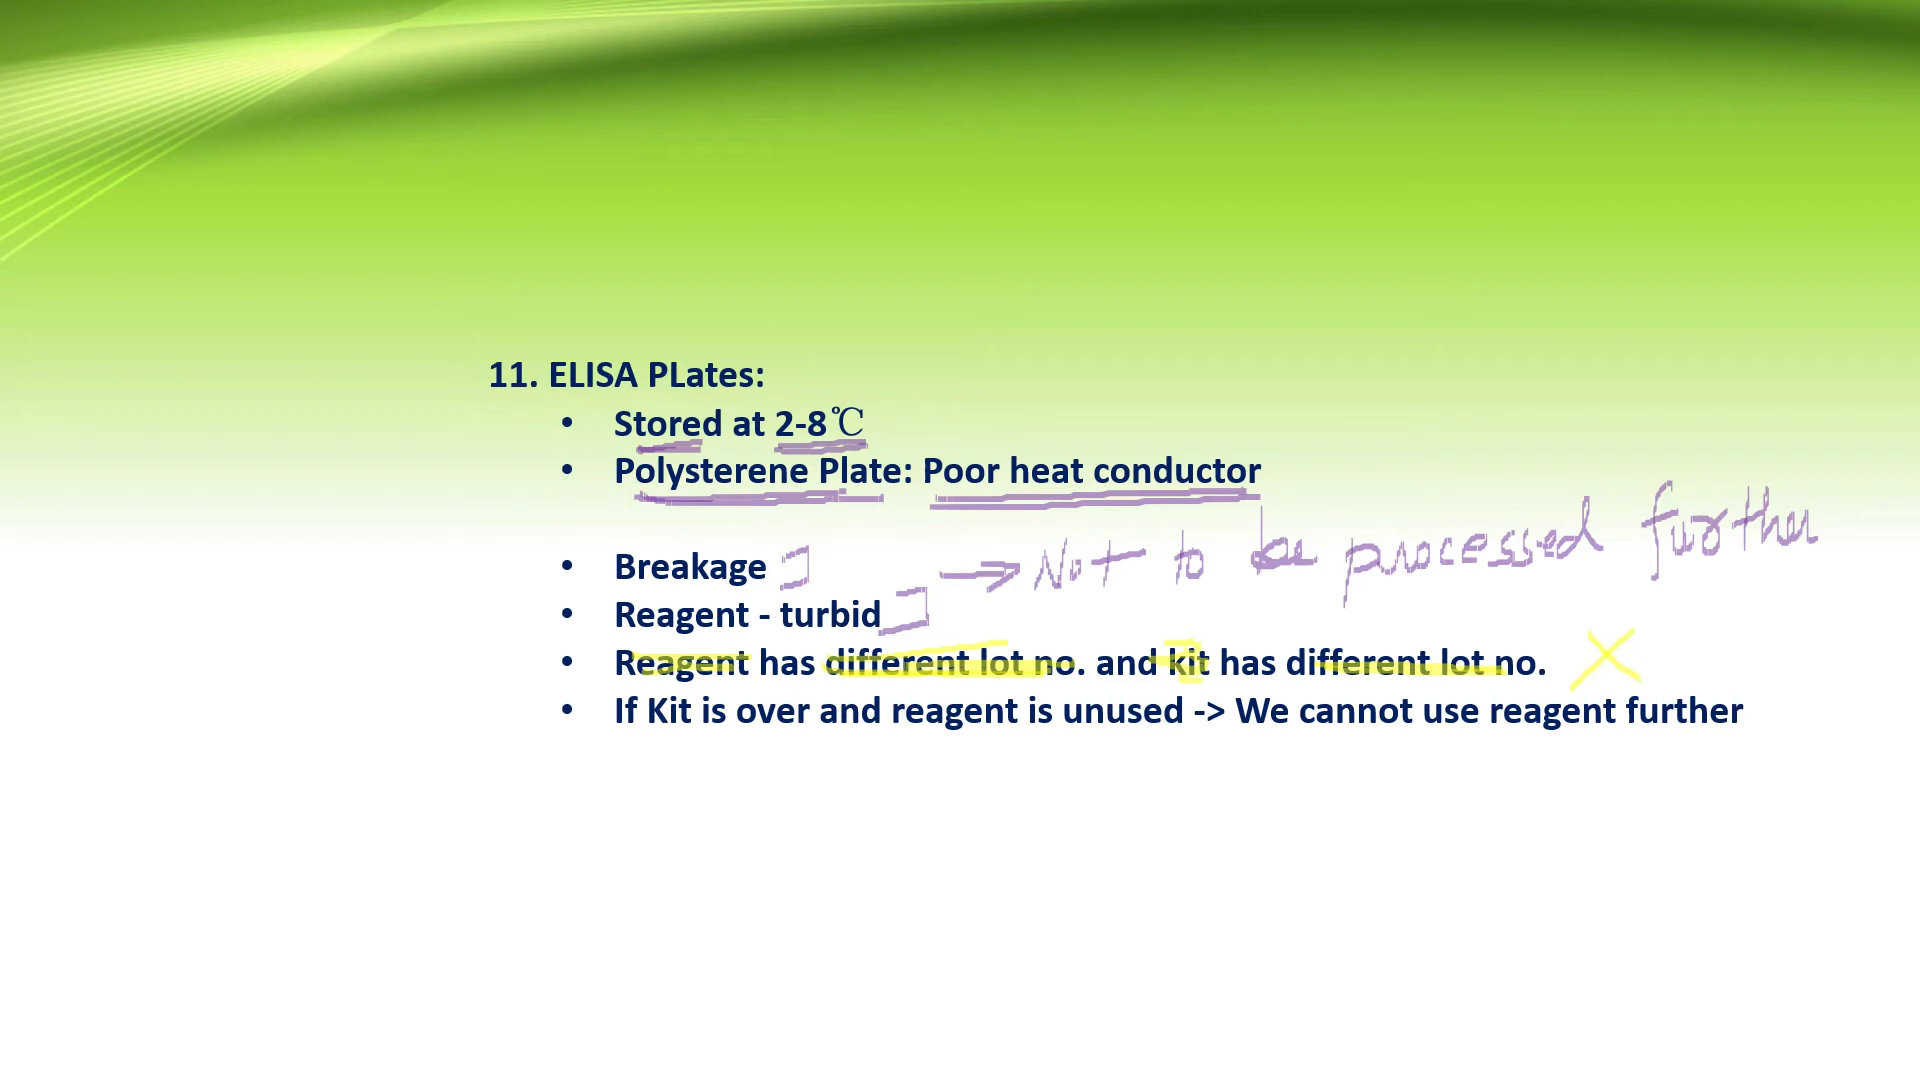 11. ELISA PLates:
• Stored at 2-8℃
• Polysterene Plate: Poor heat conductor
• Breakage
→ Not to be processed further
• Reagent - turbid
• Reagent has different lot no. and kit has different lot no.
• If Kit is over and reagent is unused -> We cannot use reagent further